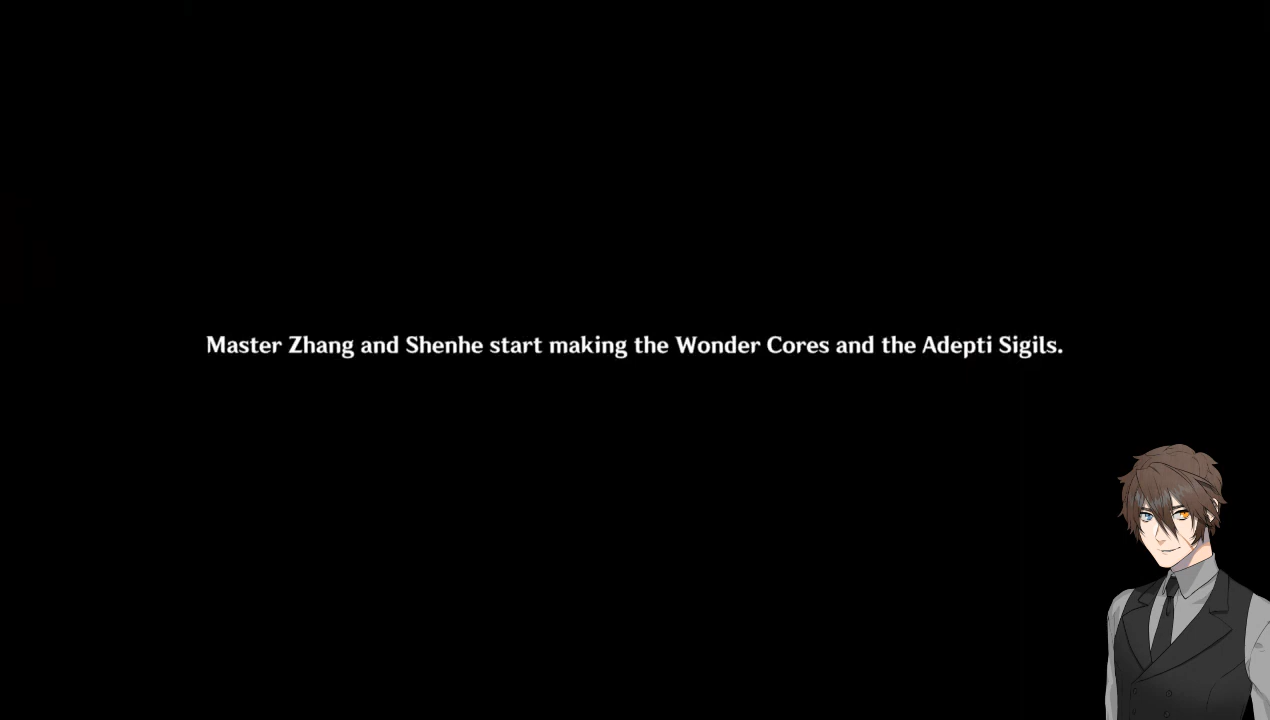 Master Zhang and Shenhe start making the Wonder Cores and the Adepti Sigils.